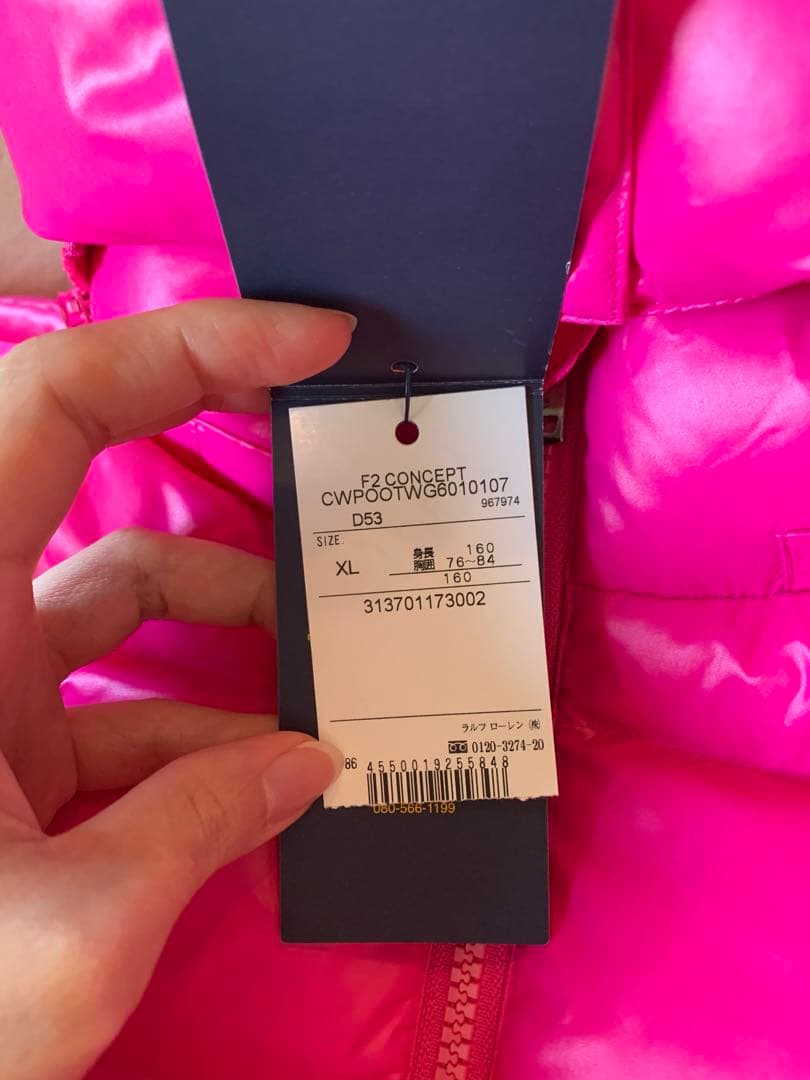 F2 CONCEPT
CWPOOTWG6010107
967974
D53
SIZE.
XL
身長 160
胸囲 76~84
160
313701173002
ラルフ ローレン ㈱
0120-3274-20
86 4550019255848
080-566-1199